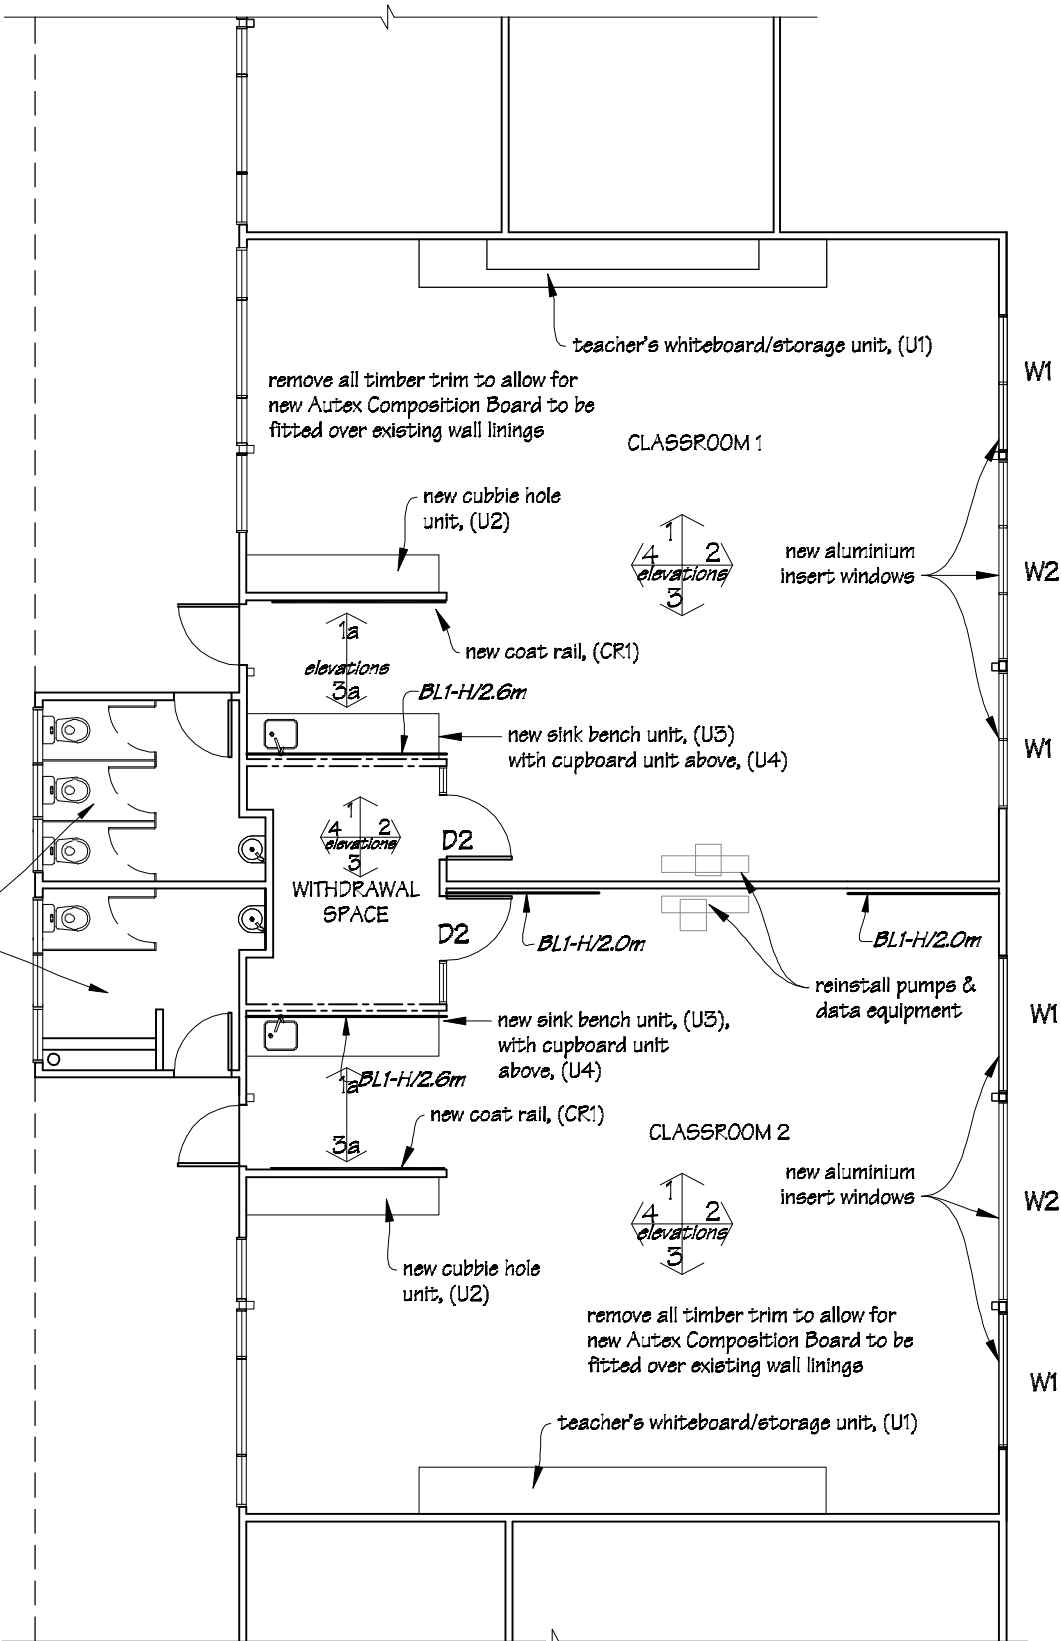 teacher's whiteboard/storage unit, (U1)
W1
remove all timber trim to allow for
new Autex Composition Board to be
fitted over existing wall linings
CLASSROOM 1
new cubbie hole
unit, (U2)
1
4 2
elevations
3
new aluminium
insert windows
W2
1a
elevations
3a
new coat rail, (CR1)
BL1-H/2.6m
new sink bench unit, (U3)
with cupboard unit above, (U4)
W1
1
4 2
elevations
3
D2
WITHDRAWAL
SPACE
D2
BL1-H/2.0m
BL1-H/2.0m
reinstall pumps &
data equipment
W1
new sink bench unit, (U3),
with cupboard unit
above, (U4)
1a
BL1-H/2.6m
3a
new coat rail, (CR1)
CLASSROOM 2
new aluminium
insert windows
W2
1
4 2
elevations
3
new cubbie hole
unit, (U2)
remove all timber trim to allow for
new Autex Composition Board to be
fitted over existing wall linings
W1
teacher's whiteboard/storage unit, (U1)